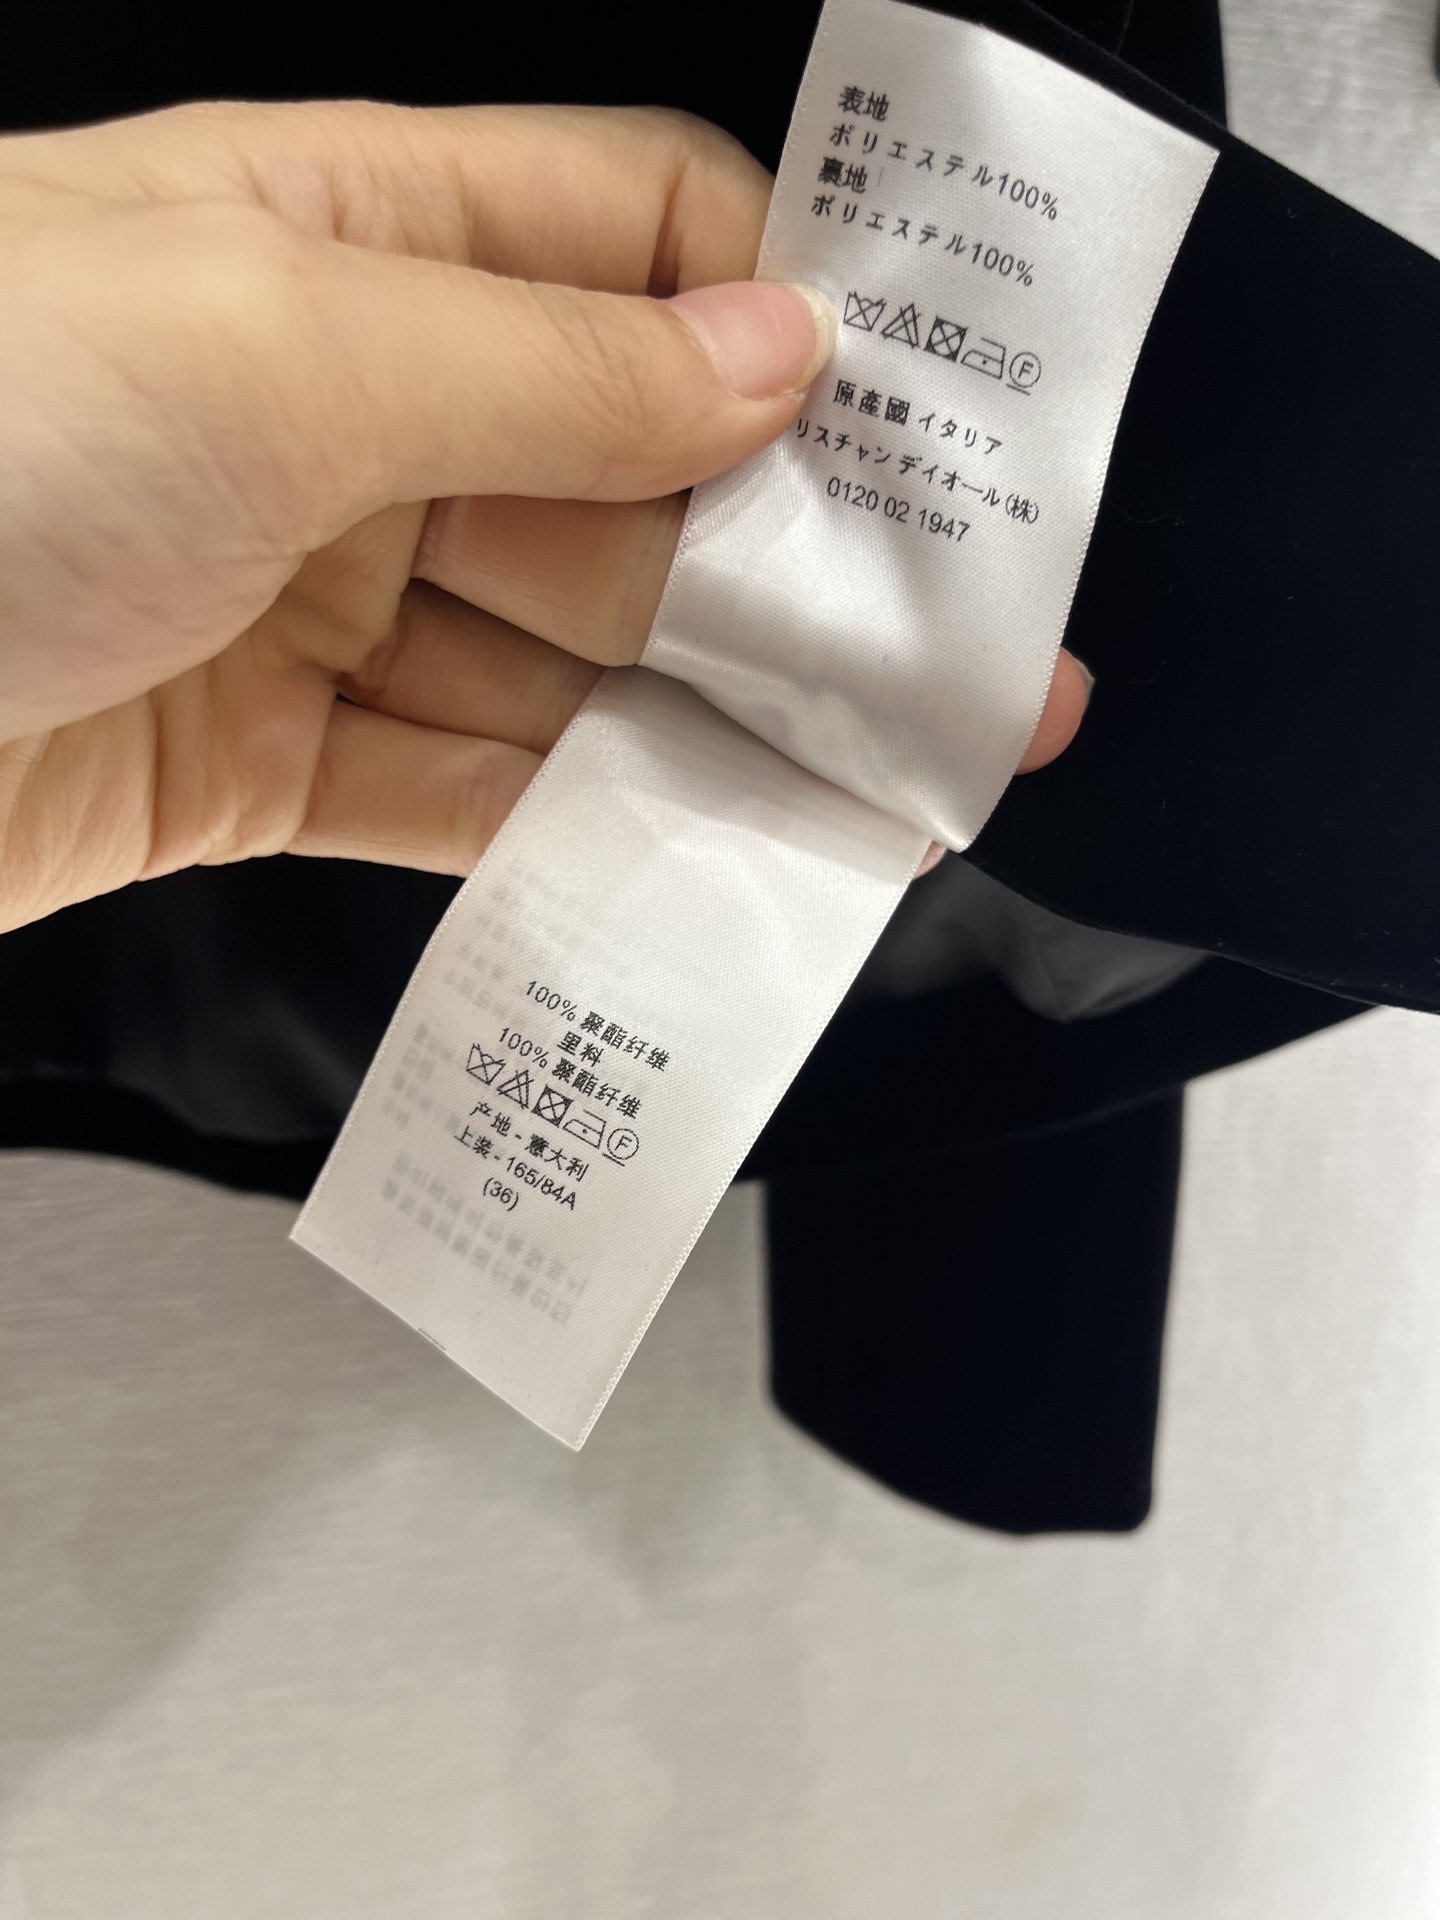 表地
ポリエステル100%
裏地
ポリエステル100%
F
原産國 イタリア
リスチャン ディオール(株)
0120 02 1947
100% 聚酯纤维
里料
100% 聚酯纤维
F
产地 - 意大利
上装 - 165/84A
(36)